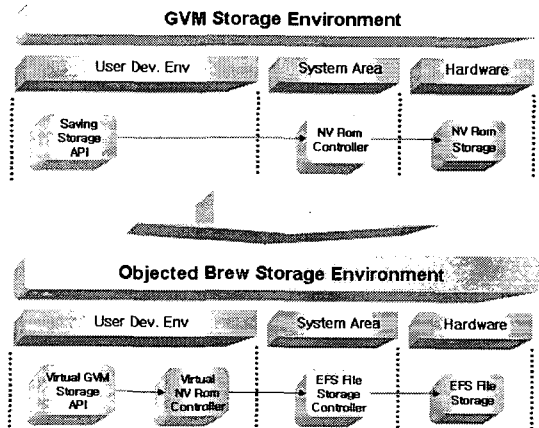 GVM Storage Environment
User Dev. Env
System Area
Hardware
Saving
Storage
API
NV Rom
Controller
NV Rom
Storage
Objected Brew Storage Environment
User Dev. Env
System Area
Hardware
Virtual GVM
Storage
API
Virtual
NV Rom
Controller
EFS File
Storage
Controller
EFS File
Storage